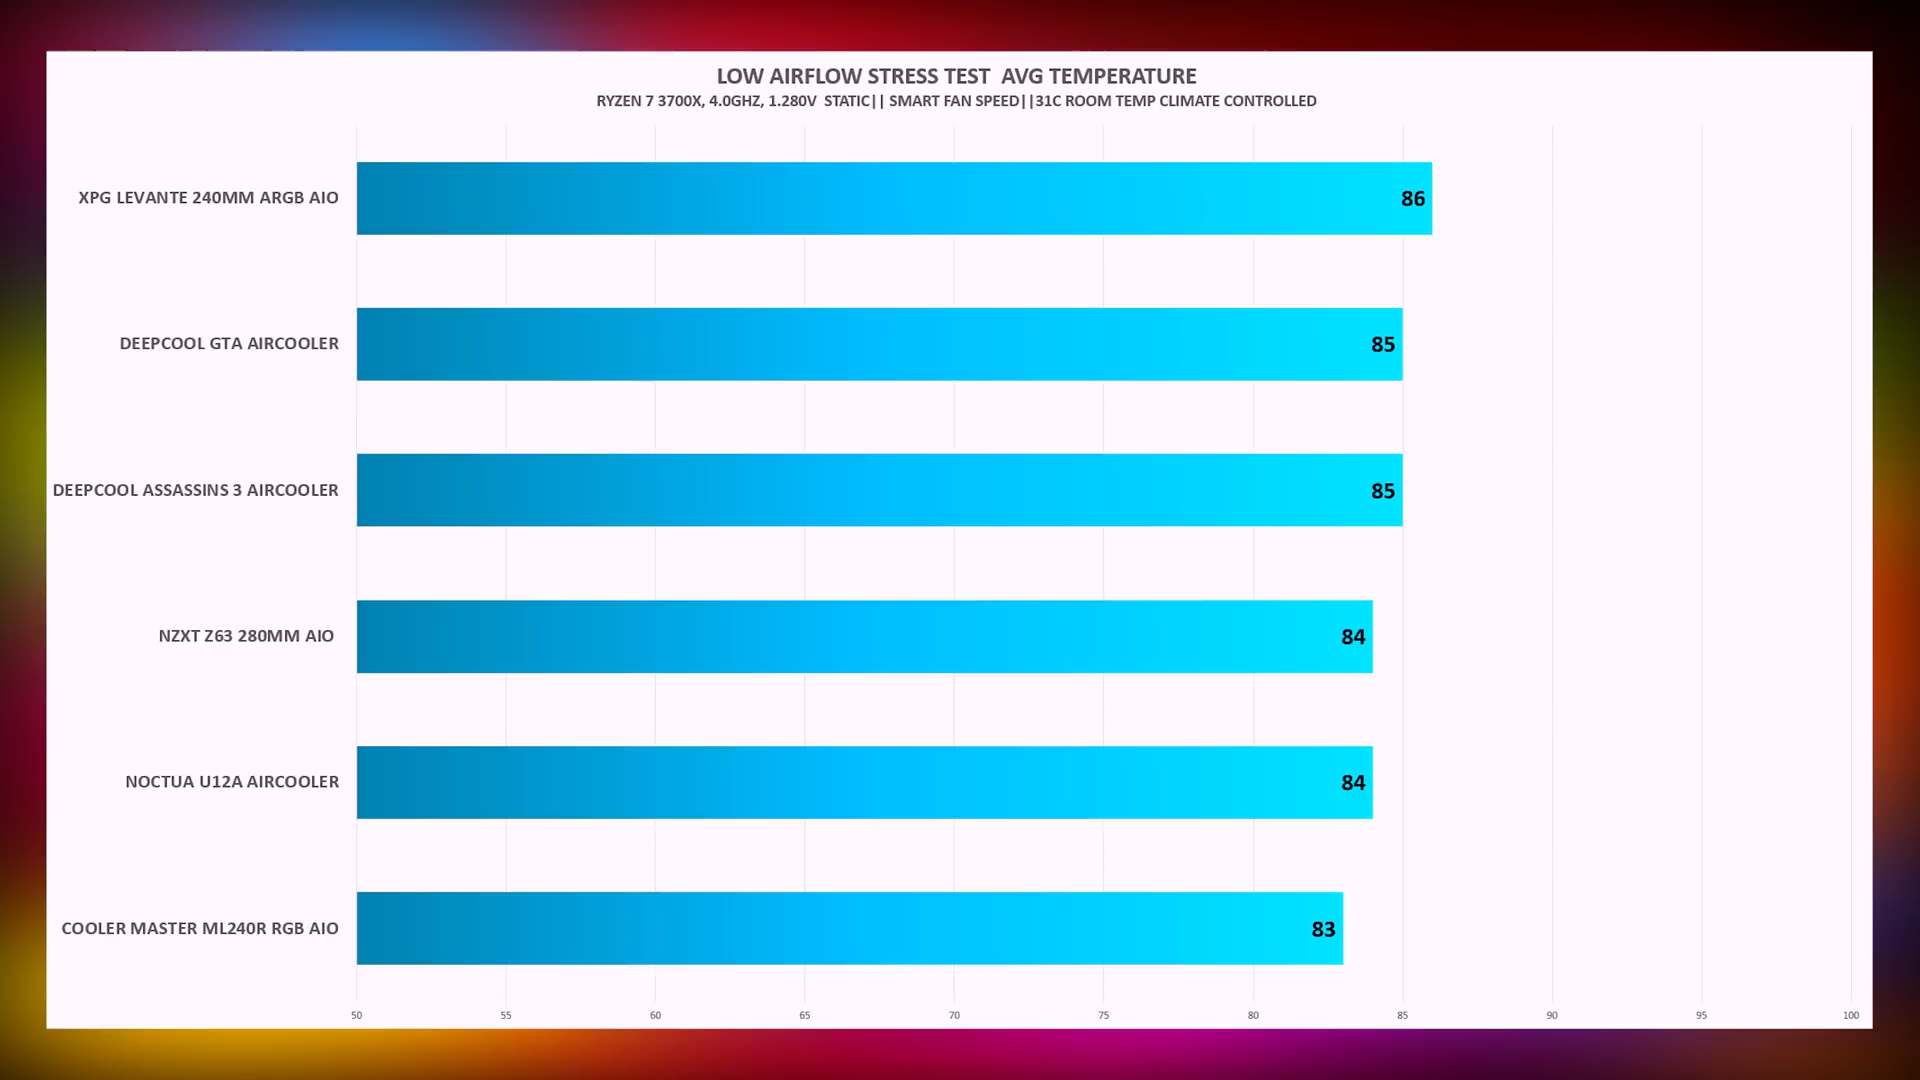 LOW AIRFLOW STRESS TEST  AVG TEMPERATURE
RYZEN 7 3700X, 4.0GHZ, 1.280V  STATIC|| SMART FAN SPEED||31C ROOM TEMP CLIMATE CONTROLLED
XPG LEVANTE 240MM ARGB AIO 86
DEEPCOOL GTA AIRCOOLER 85
DEEPCOOL ASSASSINS 3 AIRCOOLER 85
NZXT Z63 280MM AIO 84
NOCTUA U12A AIRCOOLER 84
COOLER MASTER ML240R RGB AIO 83
50 55 60 65 70 75 80 85 90 95 100